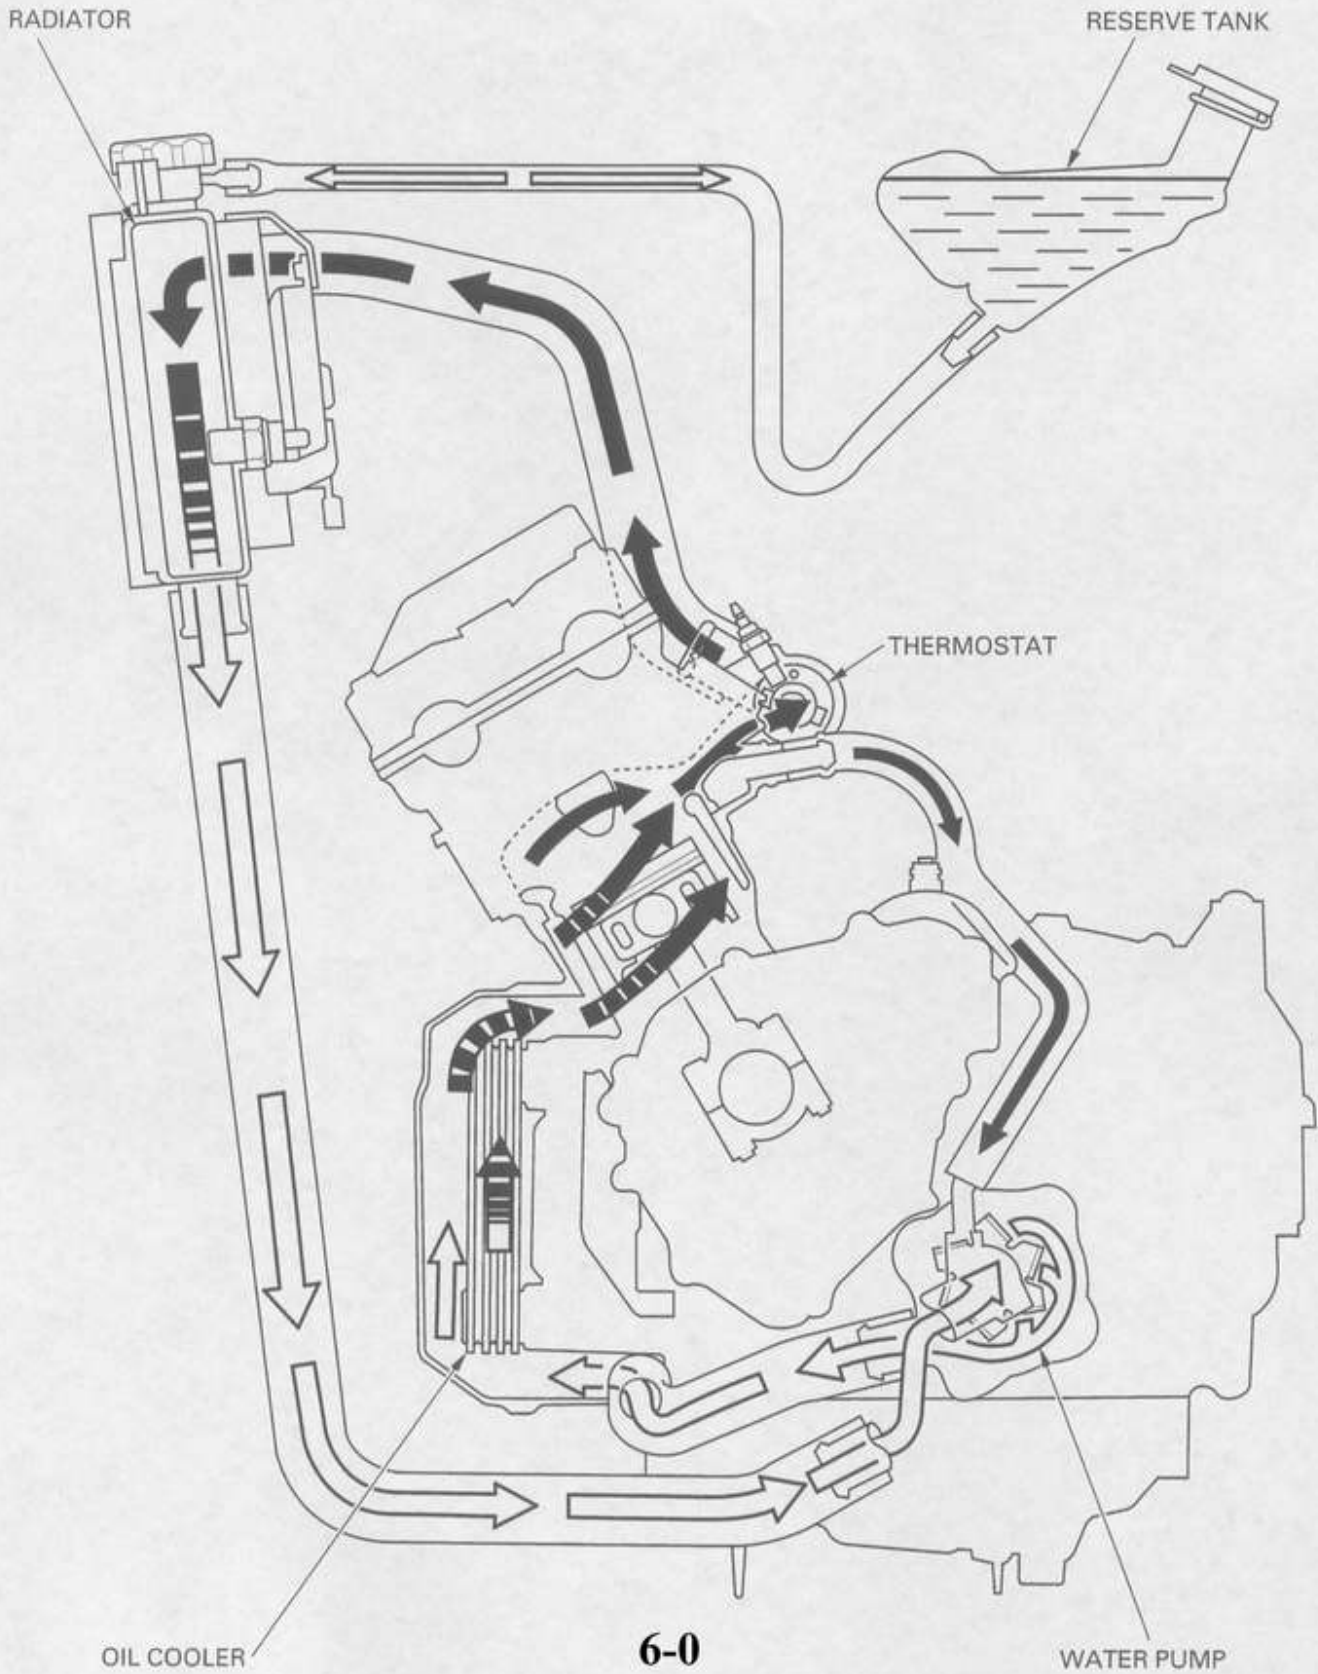 RADIATOR
RESERVE TANK
THERMOSTAT
OIL COOLER
6-0
WATER PUMP